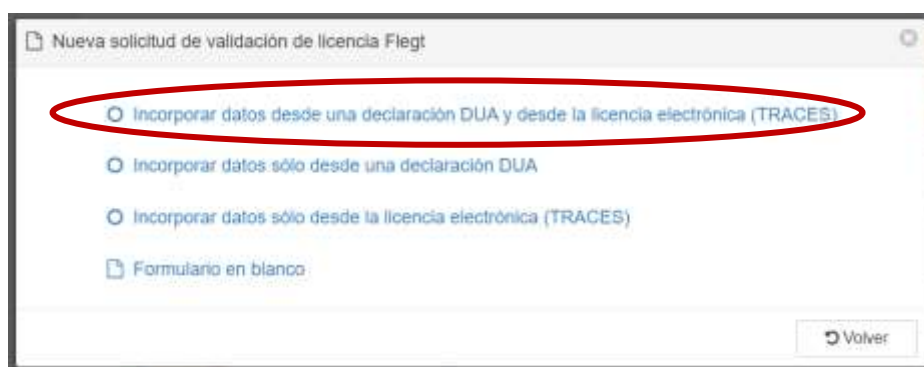 Nueva solicitud de validación de licencia Flegt
Incorporar datos desde una declaración DUA y desde la licencia electrónica (TRACES)
Incorporar datos sólo desde una declaración DUA
Incorporar datos sólo desde la licencia electrónica (TRACES)
Formulario en blanco
Volver